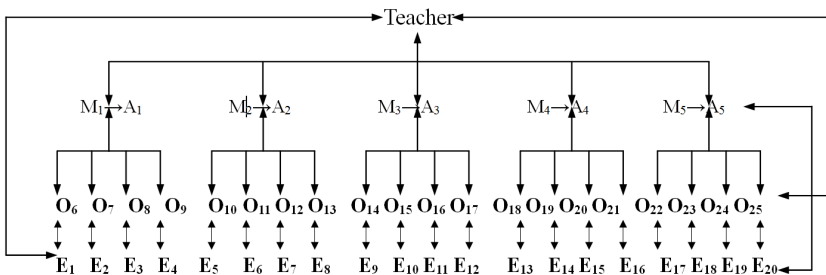 Teacher
M₁→A₁ M₂→A₂ M₃→A₃ M₄→A₄ M₅→A₅
O₆ O₇ O₈ O₉ O₁₀ O₁₁ O₁₂ O₁₃ O₁₄ O₁₅ O₁₆ O₁₇ O₁₈ O₁₉ O₂₀ O₂₁ O₂₂ O₂₃ O₂₄ O₂₅
E₁ E₂ E₃ E₄ E₅ E₆ E₇ E₈ E₉ E₁₀ E₁₁ E₁₂ E₁₃ E₁₄ E₁₅ E₁₆ E₁₇ E₁₈ E₁₉ E₂₀